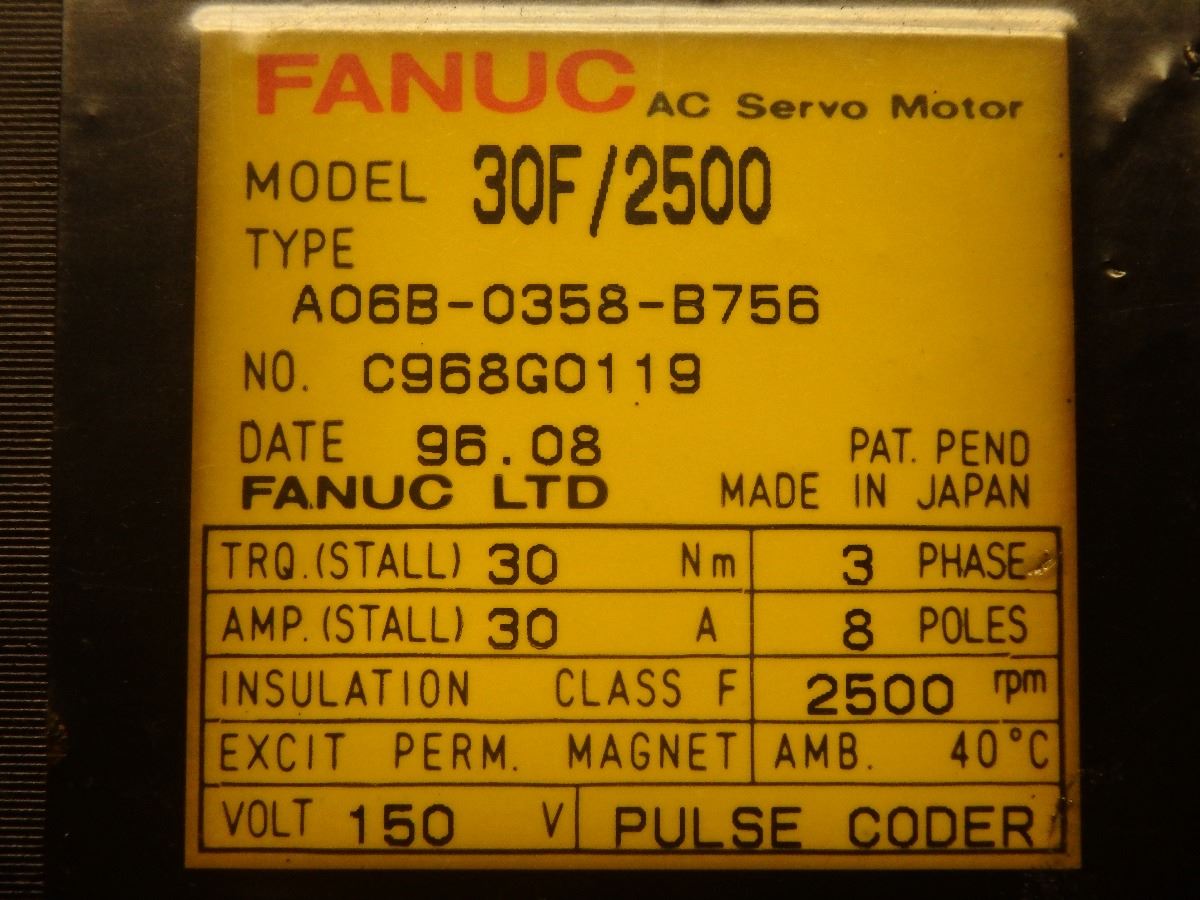 FANUC AC Servo Motor
MODEL 30F/2500
TYPE
A06B-0358-B756
NO. C968G0119
DATE 96.08 PAT. PEND
FANUC LTD MADE IN JAPAN
TRQ.(STALL) 30 Nm 3 PHASE
AMP.(STALL) 30 A 8 POLES
INSULATION CLASS F 2500 rpm
EXCIT PERM. MAGNET AMB. 40°C
VOLT 150 V PULSE CODER